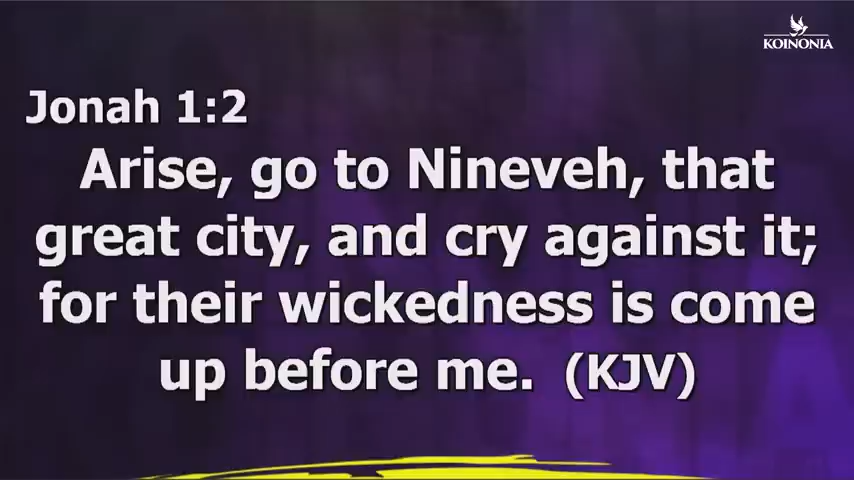 KOINONIA
Jonah 1:2
Arise, go to Nineveh, that
great city, and cry against it;
for their wickedness is come
up before me. (KJV)